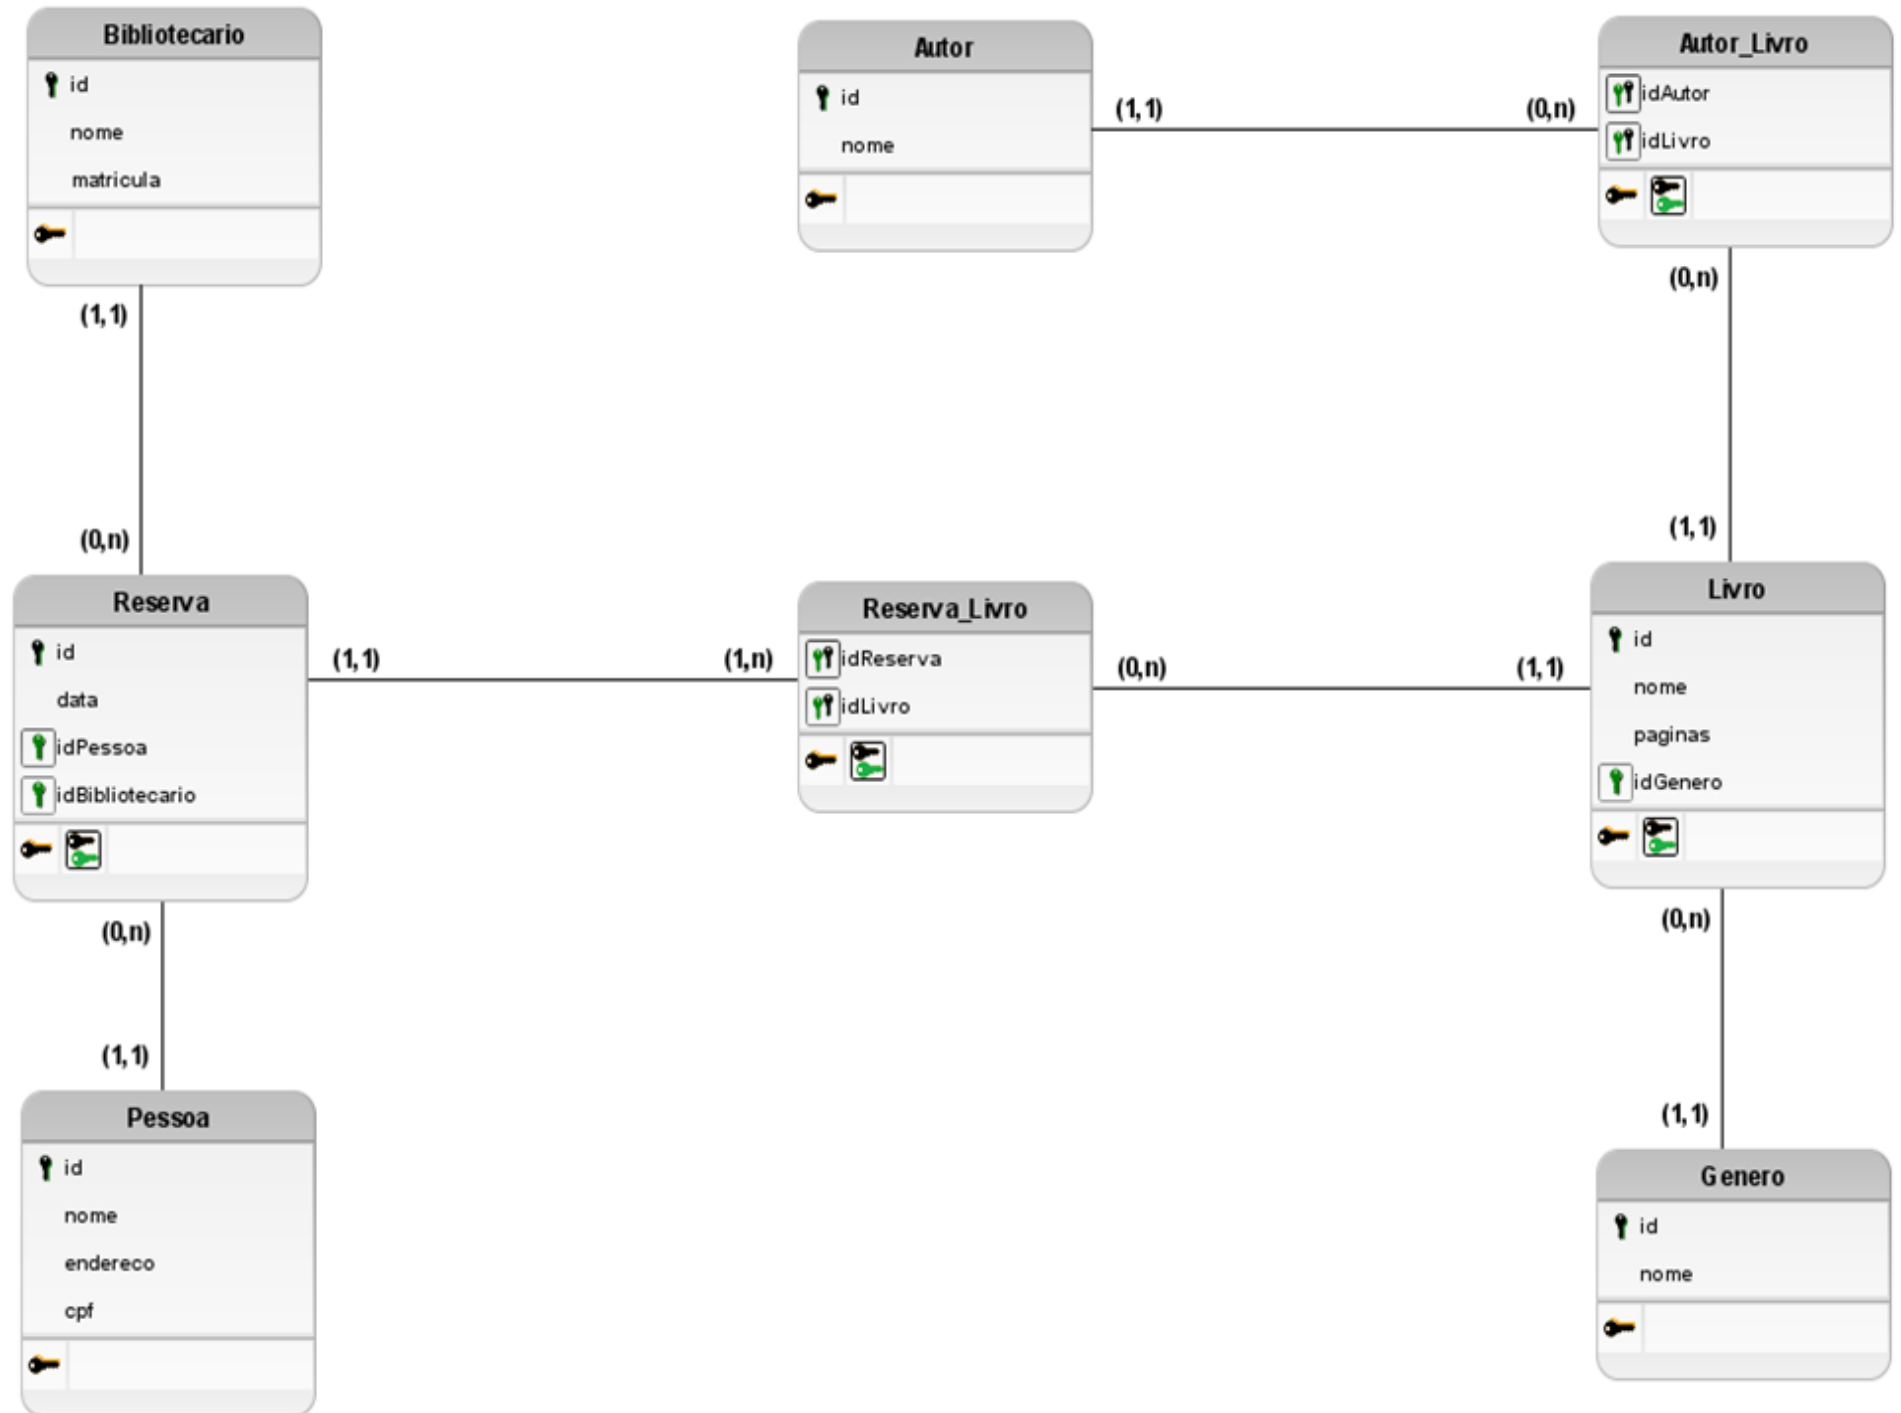 Bibliotecario
id
nome
matricula
Autor
id
nome
(1,1)
(0,n)
Autor_Livro
idAutor
idLivro
(1,1)
(0,n)
(0,n)
(1,1)
Reserva
id
data
idPessoa
idBibliotecario
(1,1)
(1,n)
Reserva_Livro
idReserva
idLivro
(0,n)
(1,1)
Livro
id
nome
paginas
idGenero
(0,n)
(1,1)
(0,n)
(1,1)
Pessoa
id
nome
endereco
cpf
Genero
id
nome